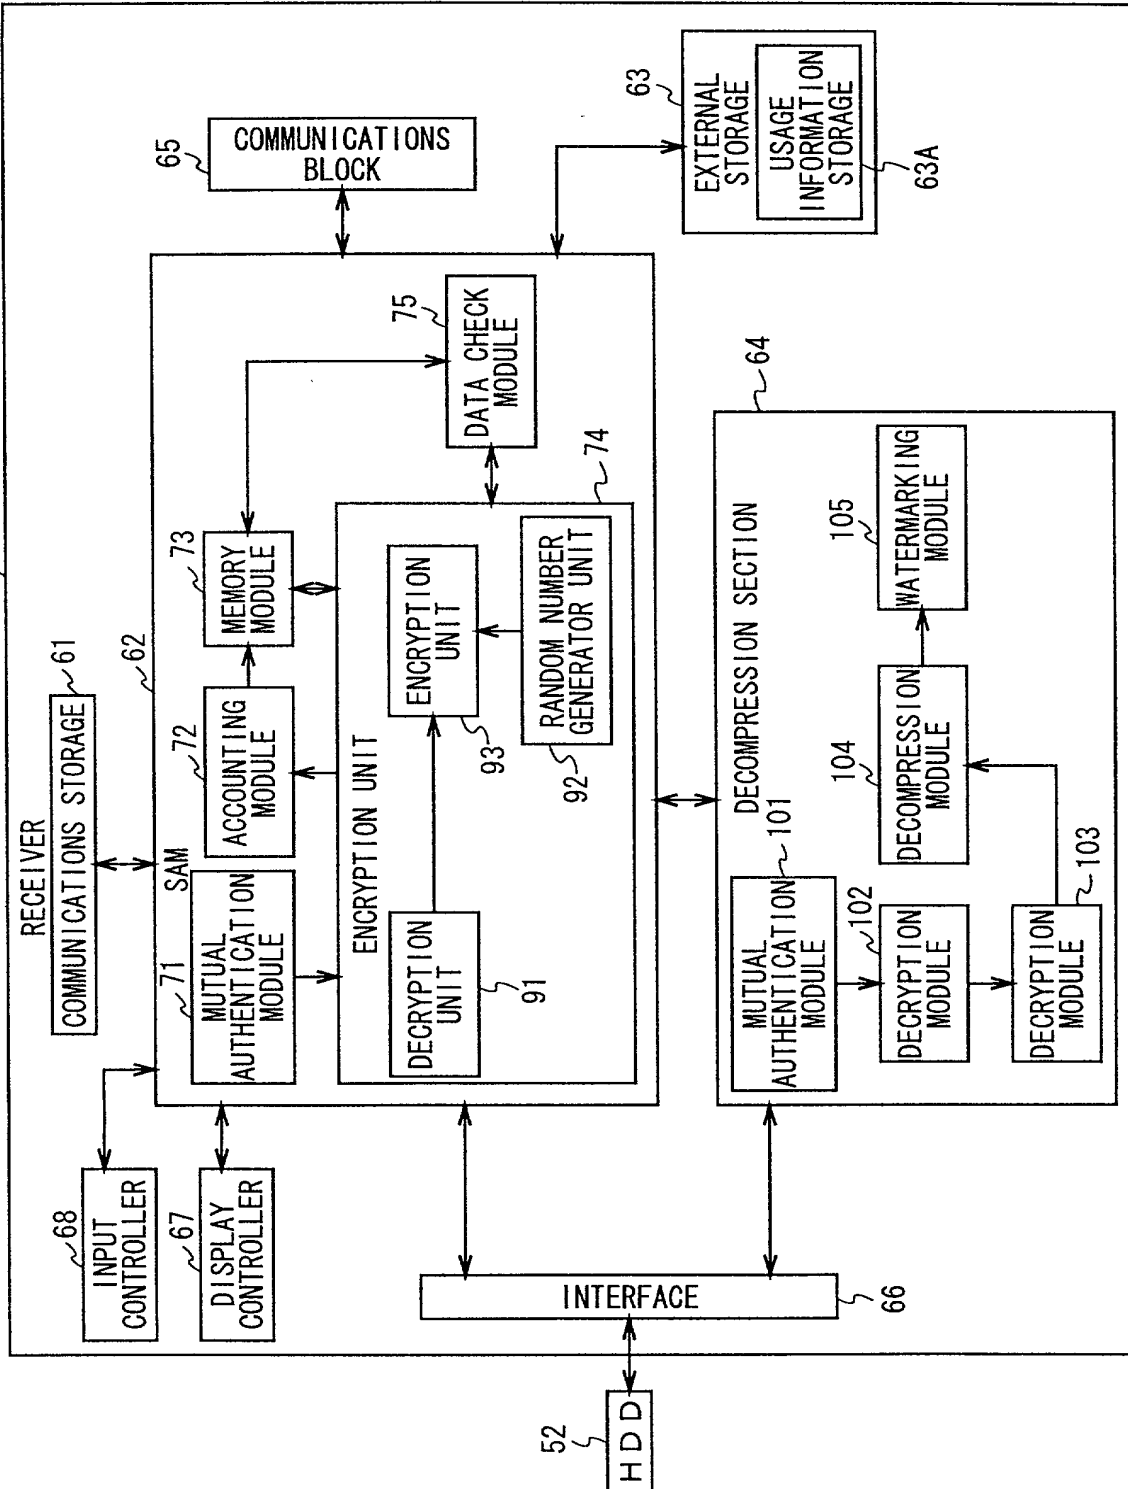 RECEIVER
COMMUNICATIONS STORAGE
61
62
SAM
68
INPUT
CONTROLLER
67
DISPLAY
CONTROLLER
71
MUTUAL
AUTHENTICATION
MODULE
72
ACCOUNTING
MODULE
73
MEMORY
MODULE
65
COMMUNICATIONS
BLOCK
75
DATA CHECK
MODULE
ENCRYPTION UNIT
74
DECRYPTION
UNIT
91
ENCRYPTION
UNIT
93
RANDOM NUMBER
GENERATOR UNIT
92
63
EXTERNAL
STORAGE
USAGE
INFORMATION
STORAGE
63A
INTERFACE
66
52
HDD
DECOMPRESSION SECTION
64
MUTUAL
AUTHENTICATION
MODULE
101
DECRYPTION
MODULE
102
DECRYPTION
MODULE
103
104
DECOMPRESSION
MODULE
105
WATERMARKING
MODULE